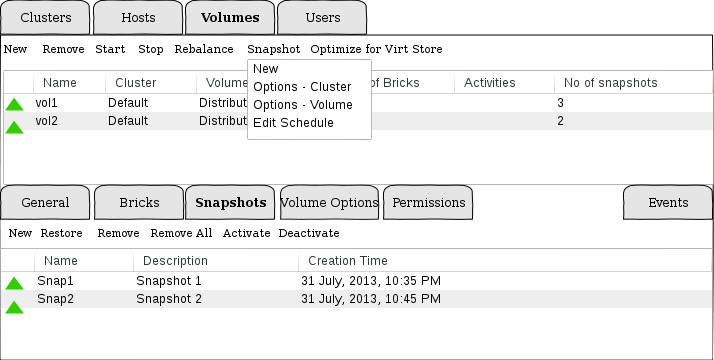 Clusters Hosts Volumes Users
New Remove Start Stop Rebalance Snapshot Optimize for Virt Store
New
Options - Cluster
Options - Volume
Edit Schedule
Name Cluster Volume of Bricks Activities No of snapshots
vol1 Default Distribut 3
vol2 Default Distribut 2
General Bricks Snapshots Volume Options Permissions Events
New Restore Remove Remove All Activate Deactivate
Name Description Creation Time
Snap1 Snapshot 1 31 July, 2013, 10:35 PM
Snap2 Snapshot 2 31 July, 2013, 10:45 PM